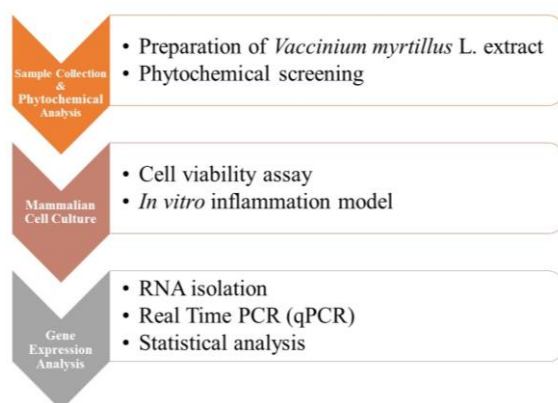 Sample Collection
&
Phytochemical
Analysis
• Preparation of Vaccinium myrtillus L. extract
• Phytochemical screening
Mammalian
Cell Culture
• Cell viability assay
• In vitro inflammation model
Gene
Expression
Analysis
• RNA isolation
• Real Time PCR (qPCR)
• Statistical analysis